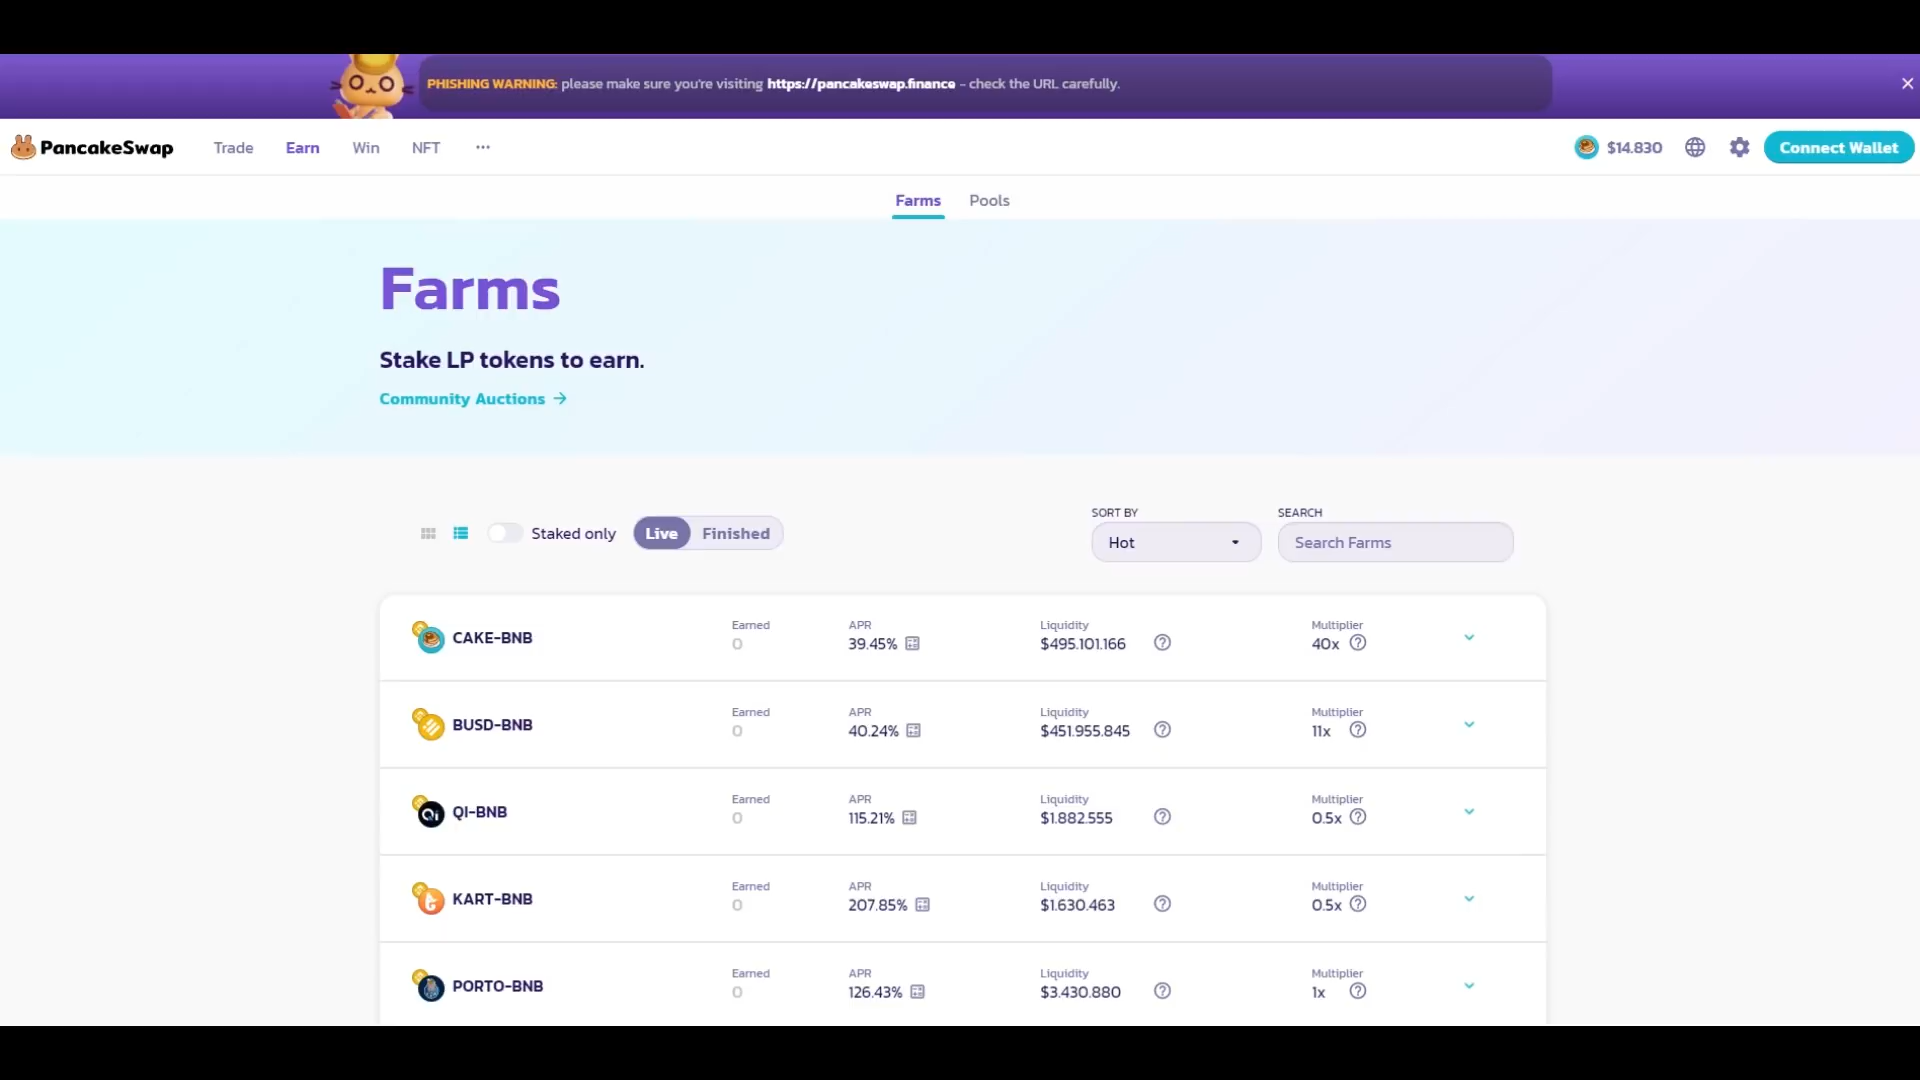 PHISHING WARNING: please make sure you're visiting https://pancakeswap.finance - check the URL carefully.
PancakeSwap Trade Earn Win NFT $14.830 Connect Wallet
Farms Pools
Farms
Stake LP tokens to earn.
Community Auctions
SORT BY SEARCH
Staked only Live Finished Hot Search Farms
Earned APR Liquidity Multiplier
CAKE-BNB 0 39.45% $495.101.166 40x
Earned APR Liquidity Multiplier
BUSD-BNB 0 40.24% $451.955.845 11x
Earned APR Liquidity Multiplier
QI-BNB 0 115.21% $1.882.555 0.5x
Earned APR Liquidity Multiplier
KART-BNB 0 207.85% $1.630.463 0.5x
Earned APR Liquidity Multiplier
PORTO-BNB 0 126.43% $3.430.880 1x